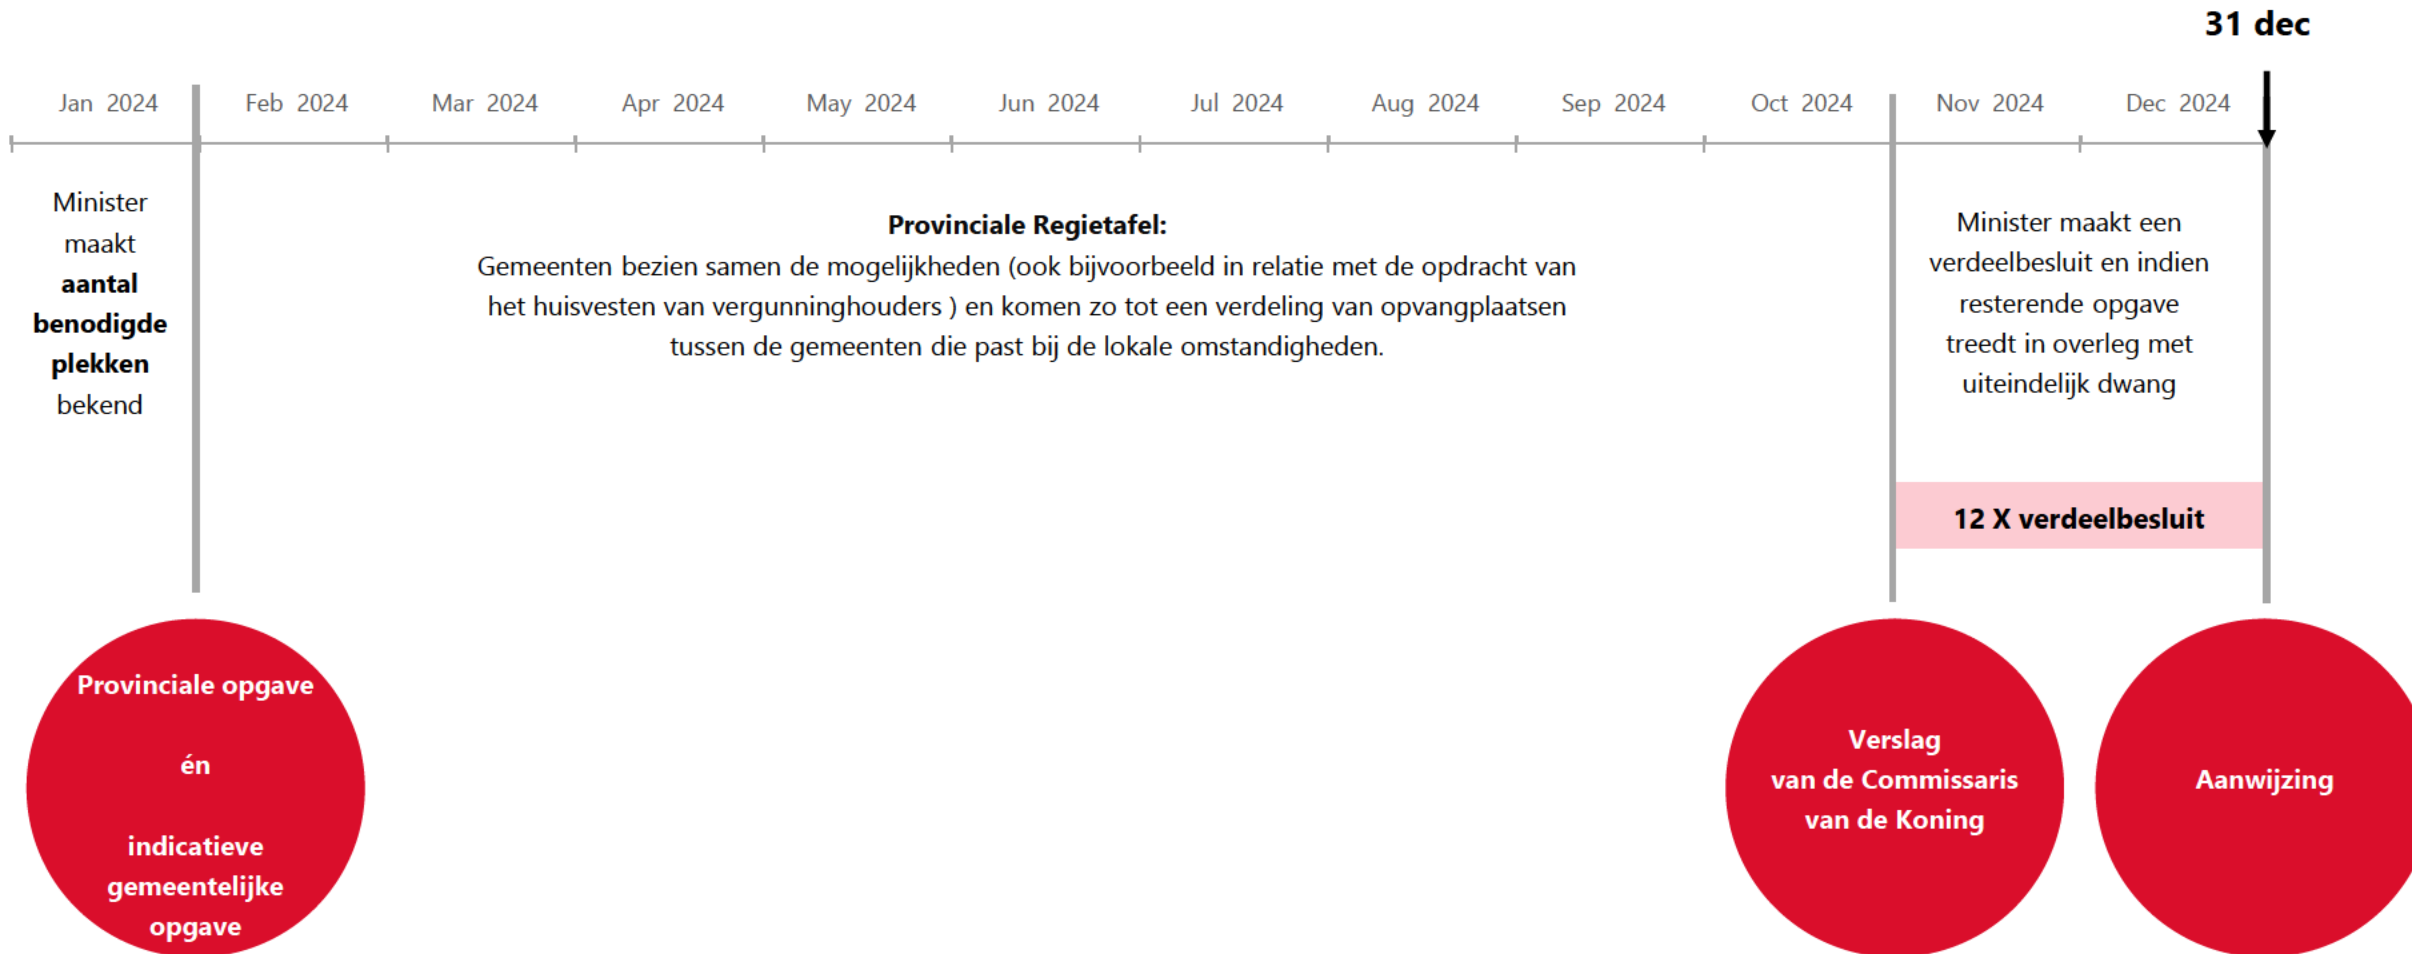 31 dec
Jan 2024
Feb 2024
Mar 2024
Apr 2024
May 2024
Jun 2024
Jul 2024
Aug 2024
Sep 2024
Oct 2024
Nov 2024
Dec 2024
Minister
maakt
aantal
benodigde
plekken
bekend
Provinciale Regietafel:
Gemeenten bezien samen de mogelijkheden (ook bijvoorbeeld in relatie met de opdracht van
het huisvesten van vergunninghouders ) en komen zo tot een verdeling van opvangplaatsen
tussen de gemeenten die past bij de lokale omstandigheden.
Minister maakt een
verdeelbesluit en indien
resterende opgave
treedt in overleg met
uiteindelijk dwang
12 X verdeelbesluit
Provinciale opgave
én
indicatieve
gemeentelijke
opgave
Verslag
van de Commissaris
van de Koning
Aanwijzing